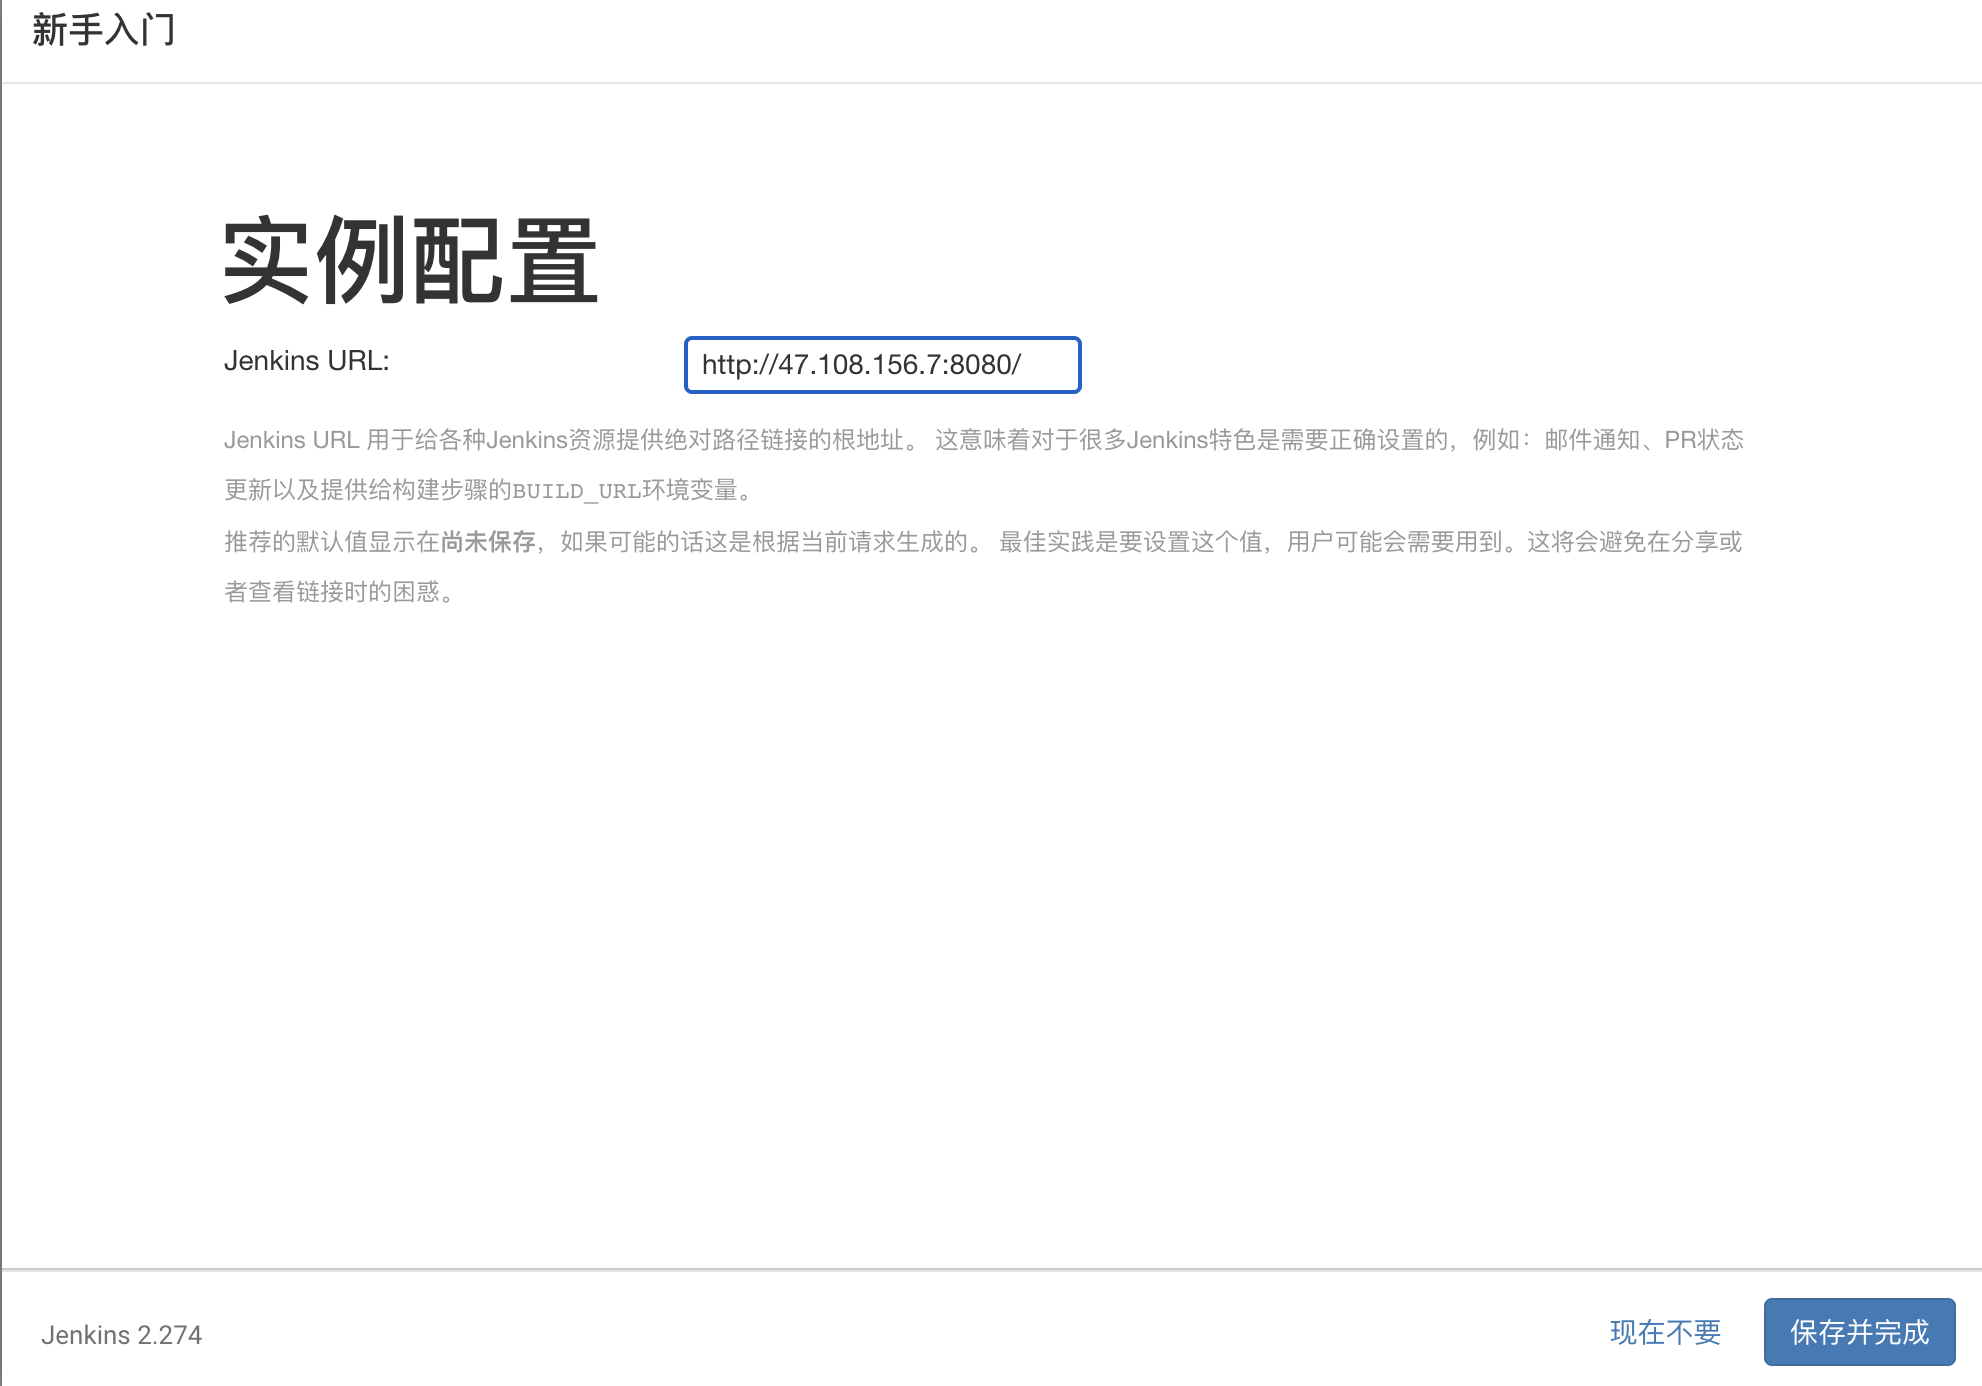 新手入门
实例配置
Jenkins URL:
http://47.108.156.7:8080/
Jenkins URL 用于给各种Jenkins资源提供绝对路径链接的根地址。 这意味着对于很多Jenkins特色是需要正确设置的，例如：邮件通知、PR状态
更新以及提供给构建步骤的BUILD_URL环境变量。
推荐的默认值显示在尚未保存，如果可能的话这是根据当前请求生成的。 最佳实践是要设置这个值，用户可能会需要用到。这将会避免在分享或
者查看链接时的困惑。
Jenkins 2.274
现在不要
保存并完成